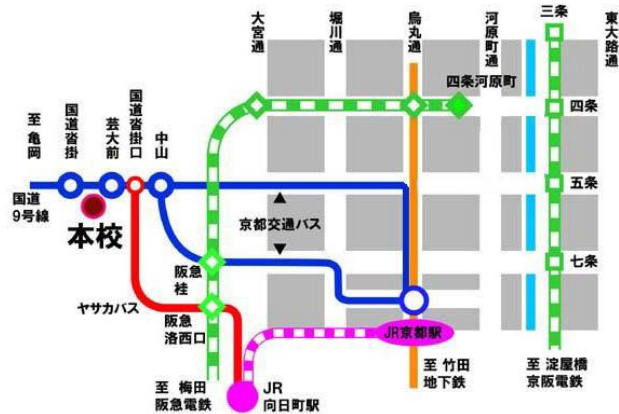 大宮通
堀川通
烏丸通
河原町通
三条
東大路通
四条河原町
四条
至 亀岡
国道沓掛
芸大前
国道沓掛口
中山
国道
9号線
本校
京都交通バス
五条
阪急
桂
七条
ヤサカバス
阪急
洛西口
JR京都駅
至 梅田
阪急電鉄
JR
向日町駅
至 竹田
地下鉄
至 淀屋橋
京阪電鉄